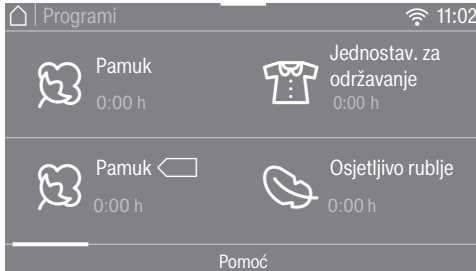 Programi 11:02
Pamuk
0:00 h
Jednostav. za
održavanje
0:00 h
Pamuk
0:00 h
Osjetljivo rublje
0:00 h
Pomoć